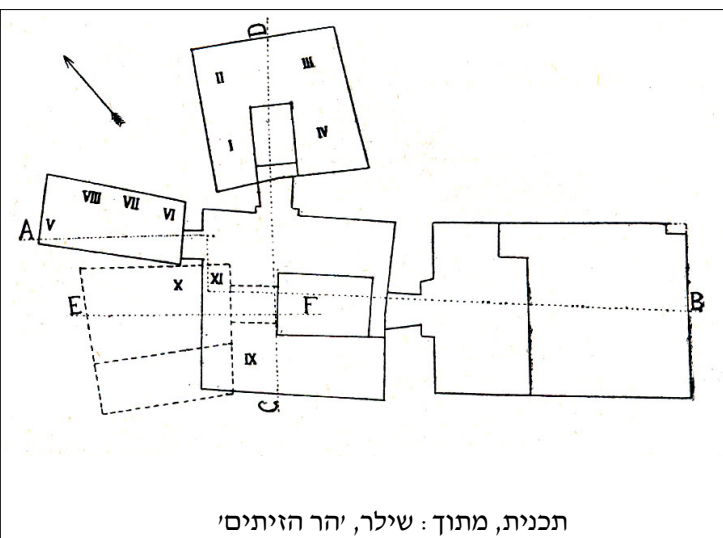 D
II III
I IV
VIII VII VI
V
A
X XI
E F B
IX
C
תכנית, מתוך : שילר, 'הר הזיתים'